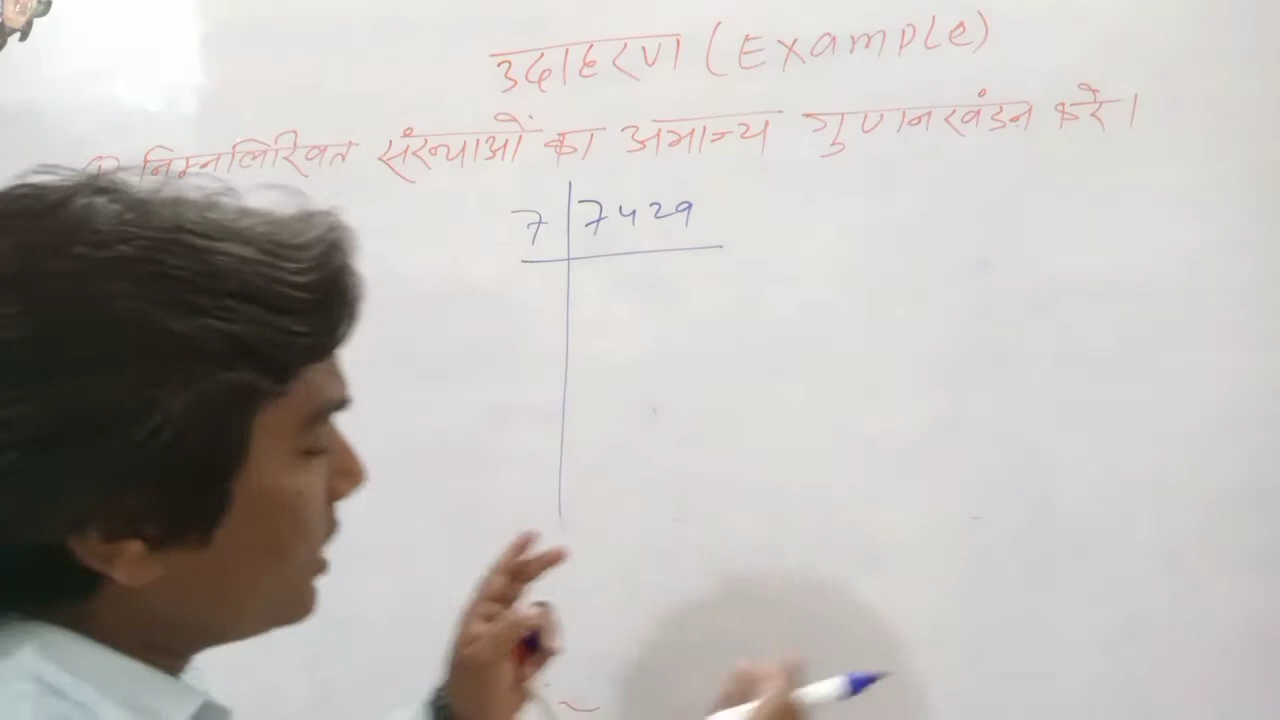 उदाहरण (Example)
निम्नलिखित संख्याओं का अभाज्य गुणनखंडन करे।
7 7429